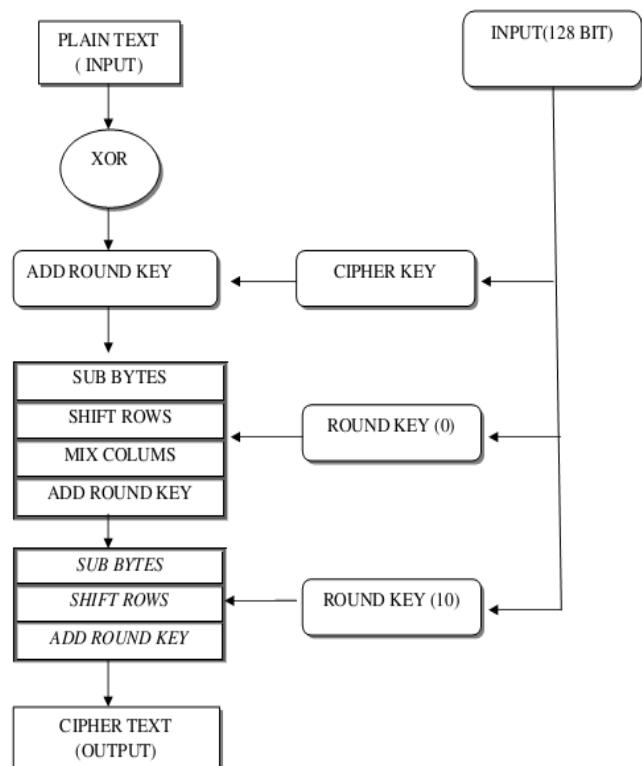 PLAIN TEXT
( INPUT)
INPUT(128 BIT)
XOR
ADD ROUND KEY
CIPHER KEY
SUB BYTES
SHIFT ROWS
MIX COLUMS
ADD ROUND KEY
ROUND KEY (0)
SUB BYTES
SHIFT ROWS
ADD ROUND KEY
ROUND KEY (10)
CIPHER TEXT
(OUTPUT)